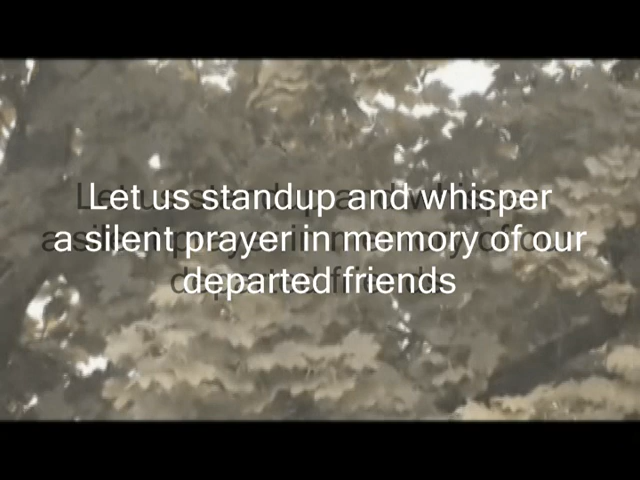 Let us standup and whisper
a silent prayer in memory of our
departed friends